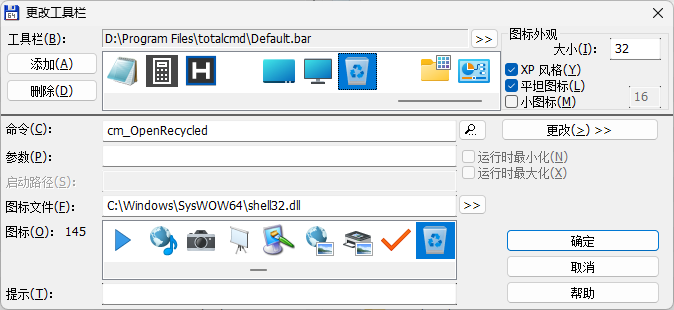 更改工具栏
工具栏(B): D:\Program Files\totalcmd\Default.bar >>
图标外观
大小(I): 32
添加(A)
删除(D)
XP 风格(Y)
平坦图标(L)
小图标(M) 16
命令(C): cm_OpenRecycled 更改(>) >>
参数(P): 运行时最小化(N)
启动路径(S): 运行时最大化(X)
图标文件(F): C:\Windows\SysWOW64\shell32.dll >>
图标(O): 145
确定
取消
提示(T): 帮助